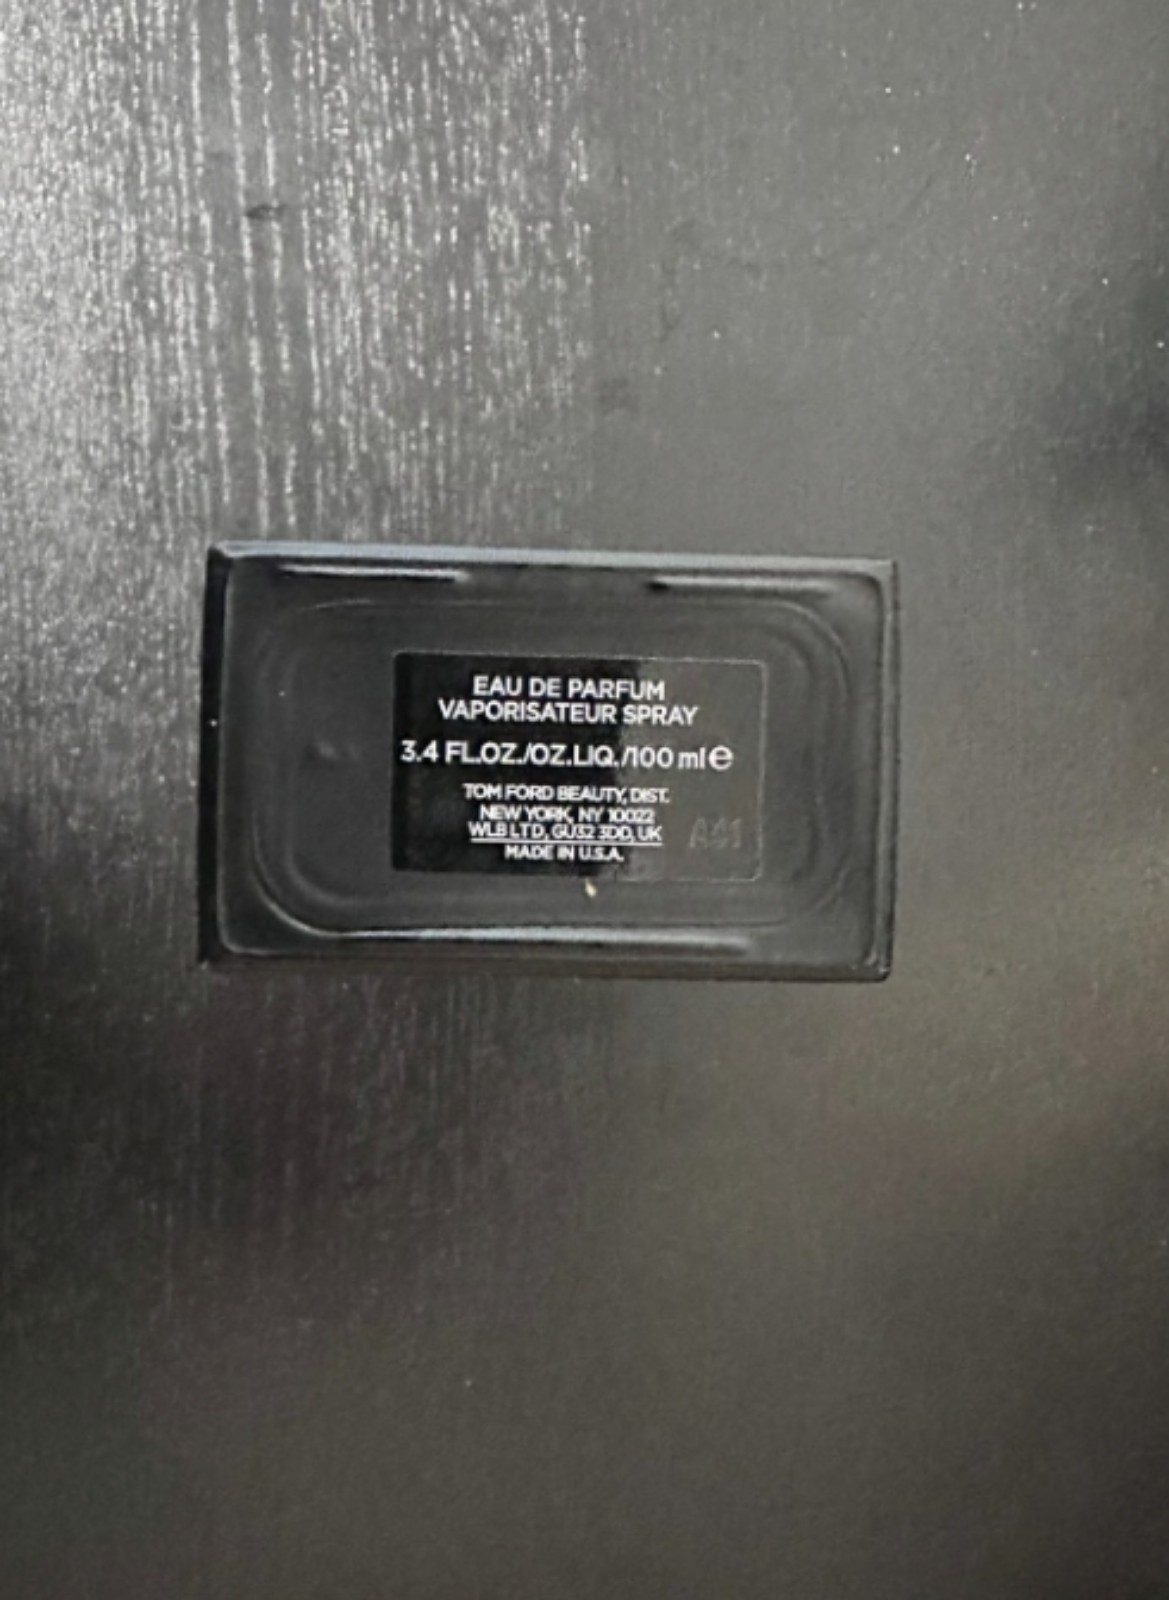 EAU DE PARFUM
VAPORISATEUR SPRAY
3.4 FL.OZ./OZ.LIQ./100 ml e
TOM FORD BEAUTY, DIST.
NEW YORK, NY 10022
WLB LTD, GU32 3DD, UK
MADE IN U.S.A.